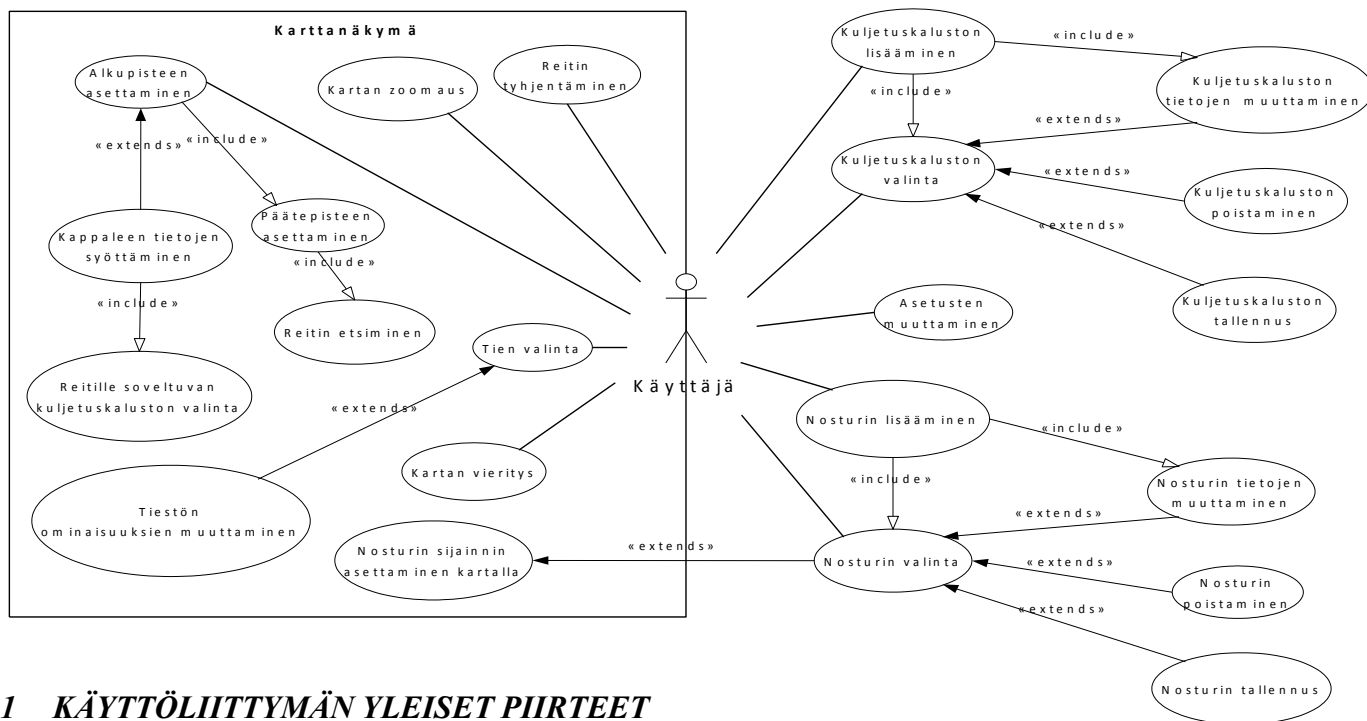 Karttanäkymä
Alkupisteen
asettaminen
Kartan zoomaus
Reitin
tyhjentäminen
«extends»
«include»
Päätepisteen
asettaminen
Kappaleen tietojen
syöttäminen
«include»
«include»
Reitin etsiminen
Tien valinta
Reitille soveltuvan
kuljetuskaluston valinta
«extends»
Kartan vieritys
Tiestön
ominaisuuksien muuttaminen
Nosturin sijainnin
asettaminen kartalla
«extends»
Käyttäjä
Kuljetuskaluston
lisääminen
«include»
«include»
Kuljetuskaluston
tietojen muuttaminen
«extends»
Kuljetuskaluston
valinta
«extends»
Kuljetuskaluston
poistaminen
«extends»
Kuljetuskaluston
tallennus
Asetusten
muuttaminen
Nosturin lisääminen
«include»
«include»
Nosturin tietojen
muuttaminen
«extends»
Nosturin valinta
«extends»
Nosturin
poistaminen
«extends»
Nosturin tallennus
1 KÄYTTÖLIITTYMÄN YLEISET PIIRTEET